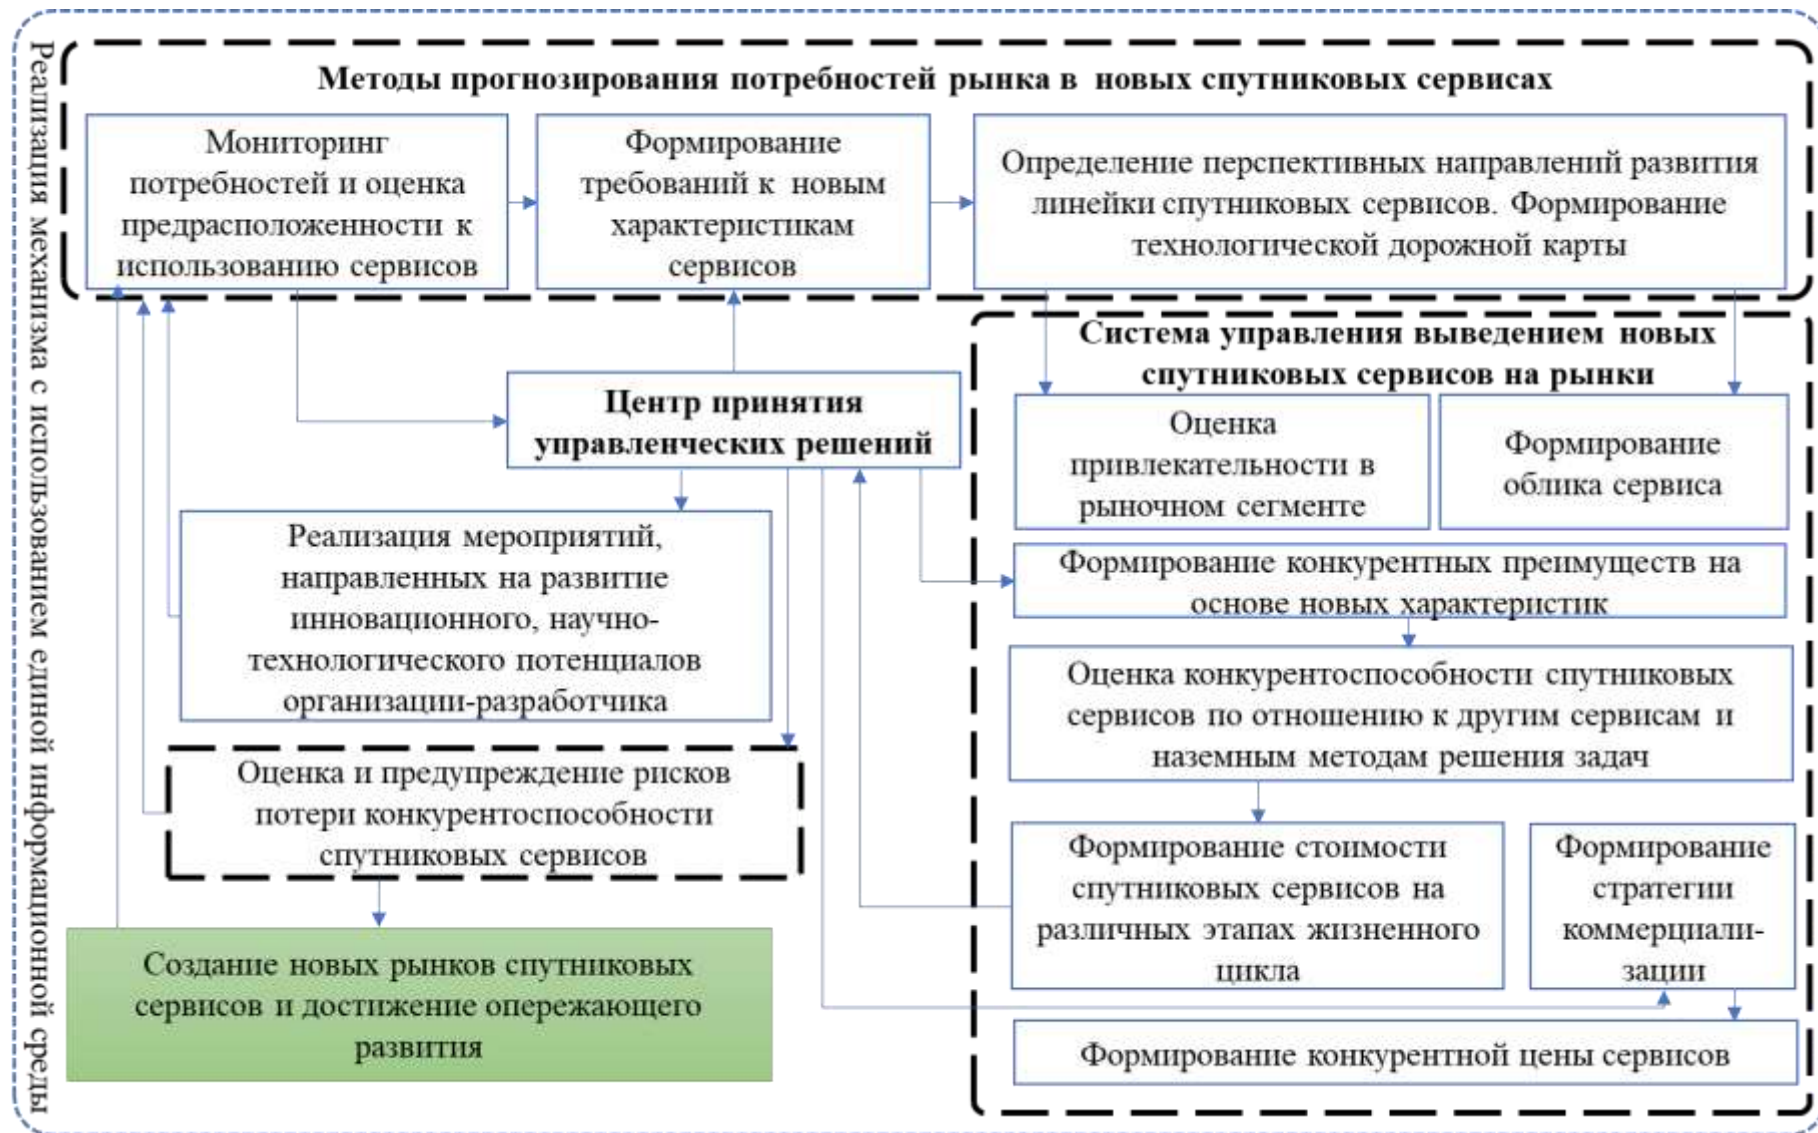 Реализация механизма с использованием единой информационной среды
Методы прогнозирования потребностей рынка в новых спутниковых сервисах
Мониторинг
потребностей и оценка
предрасположенности к
использованию сервисов
Формирование
требований к новым
характеристикам
сервисов
Определение перспективных направлений развития
линейки спутниковых сервисов. Формирование
технологической дорожной карты
Центр принятия
управленческих решений
Реализация мероприятий,
направленных на развитие
инновационного, научно-
технологического потенциалов
организации-разработчика
Оценка и предупреждение рисков
потери конкурентоспособности
спутниковых сервисов
Создание новых рынков спутниковых
сервисов и достижение опережающего
развития
Система управления выведением новых
спутниковых сервисов на рынки
Оценка
привлекательности в
рыночном сегменте
Формирование
облика сервиса
Формирование конкурентных преимуществ на
основе новых характеристик
Оценка конкурентоспособности спутниковых
сервисов по отношению к другим сервисам и
наземным методам решения задач
Формирование стоимости
спутниковых сервисов на
различных этапах жизненного
цикла
Формирование
стратегии
коммерциали-
зации
Формирование конкурентной цены сервисов